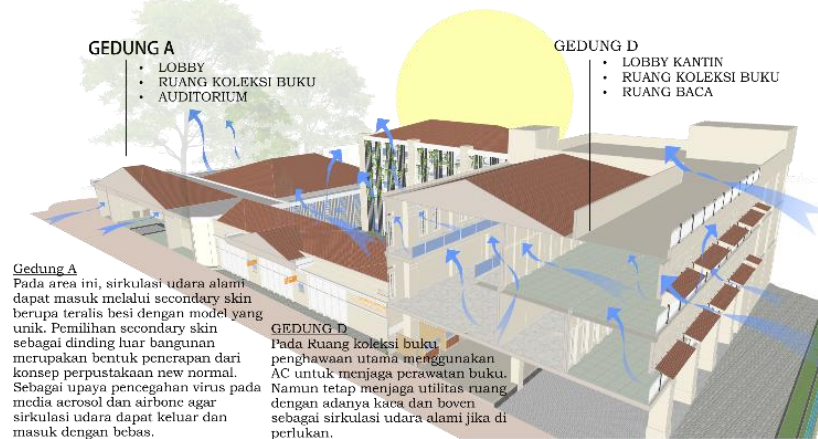 GEDUNG A
• LOBBY
• RUANG KOLEKSI BUKU
• AUDITORIUM
GEDUNG D
• LOBBY KANTIN
• RUANG KOLEKSI BUKU
• RUANG BACA
Gedung A
Pada area ini, sirkulasi udara alami
dapat masuk melalui secondary skin
berupa teralis besi dengan model yang
unik. Pemilihan secondary skin
sebagai dinding luar bangunan
merupakan bentuk penerapan dari
konsep perpustakaan new normal.
Sebagai upaya pencegahan virus pada
media aerosol dan airbone agar
sirkulasi udara dapat keluar dan
masuk dengan bebas.
GEDUNG D
Pada Ruang koleksi buku
penghawaan utama menggunakan
AC untuk menjaga perawatan buku.
Namun tetap menjaga utilitas ruang
dengan adanya kaca dan boven
sebagai sirkulasi udara alami jika di
perlukan.